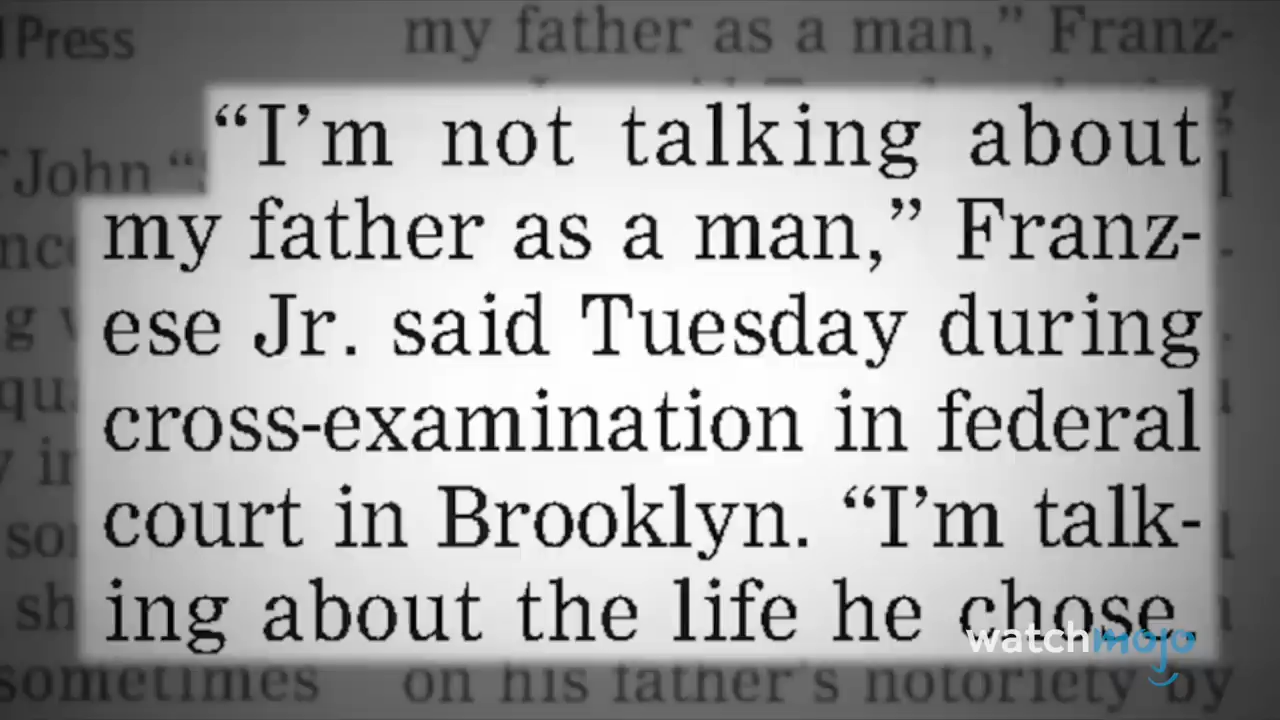 Press
my father as a man,” Franz-
“I’m not talking about
my father as a man,” Franz-
ese Jr. said Tuesday during
cross-examination in federal
court in Brooklyn. “I’m talk-
ing about the life he chose.
John
sometimes
on his father’s notoriety by
watchmojo